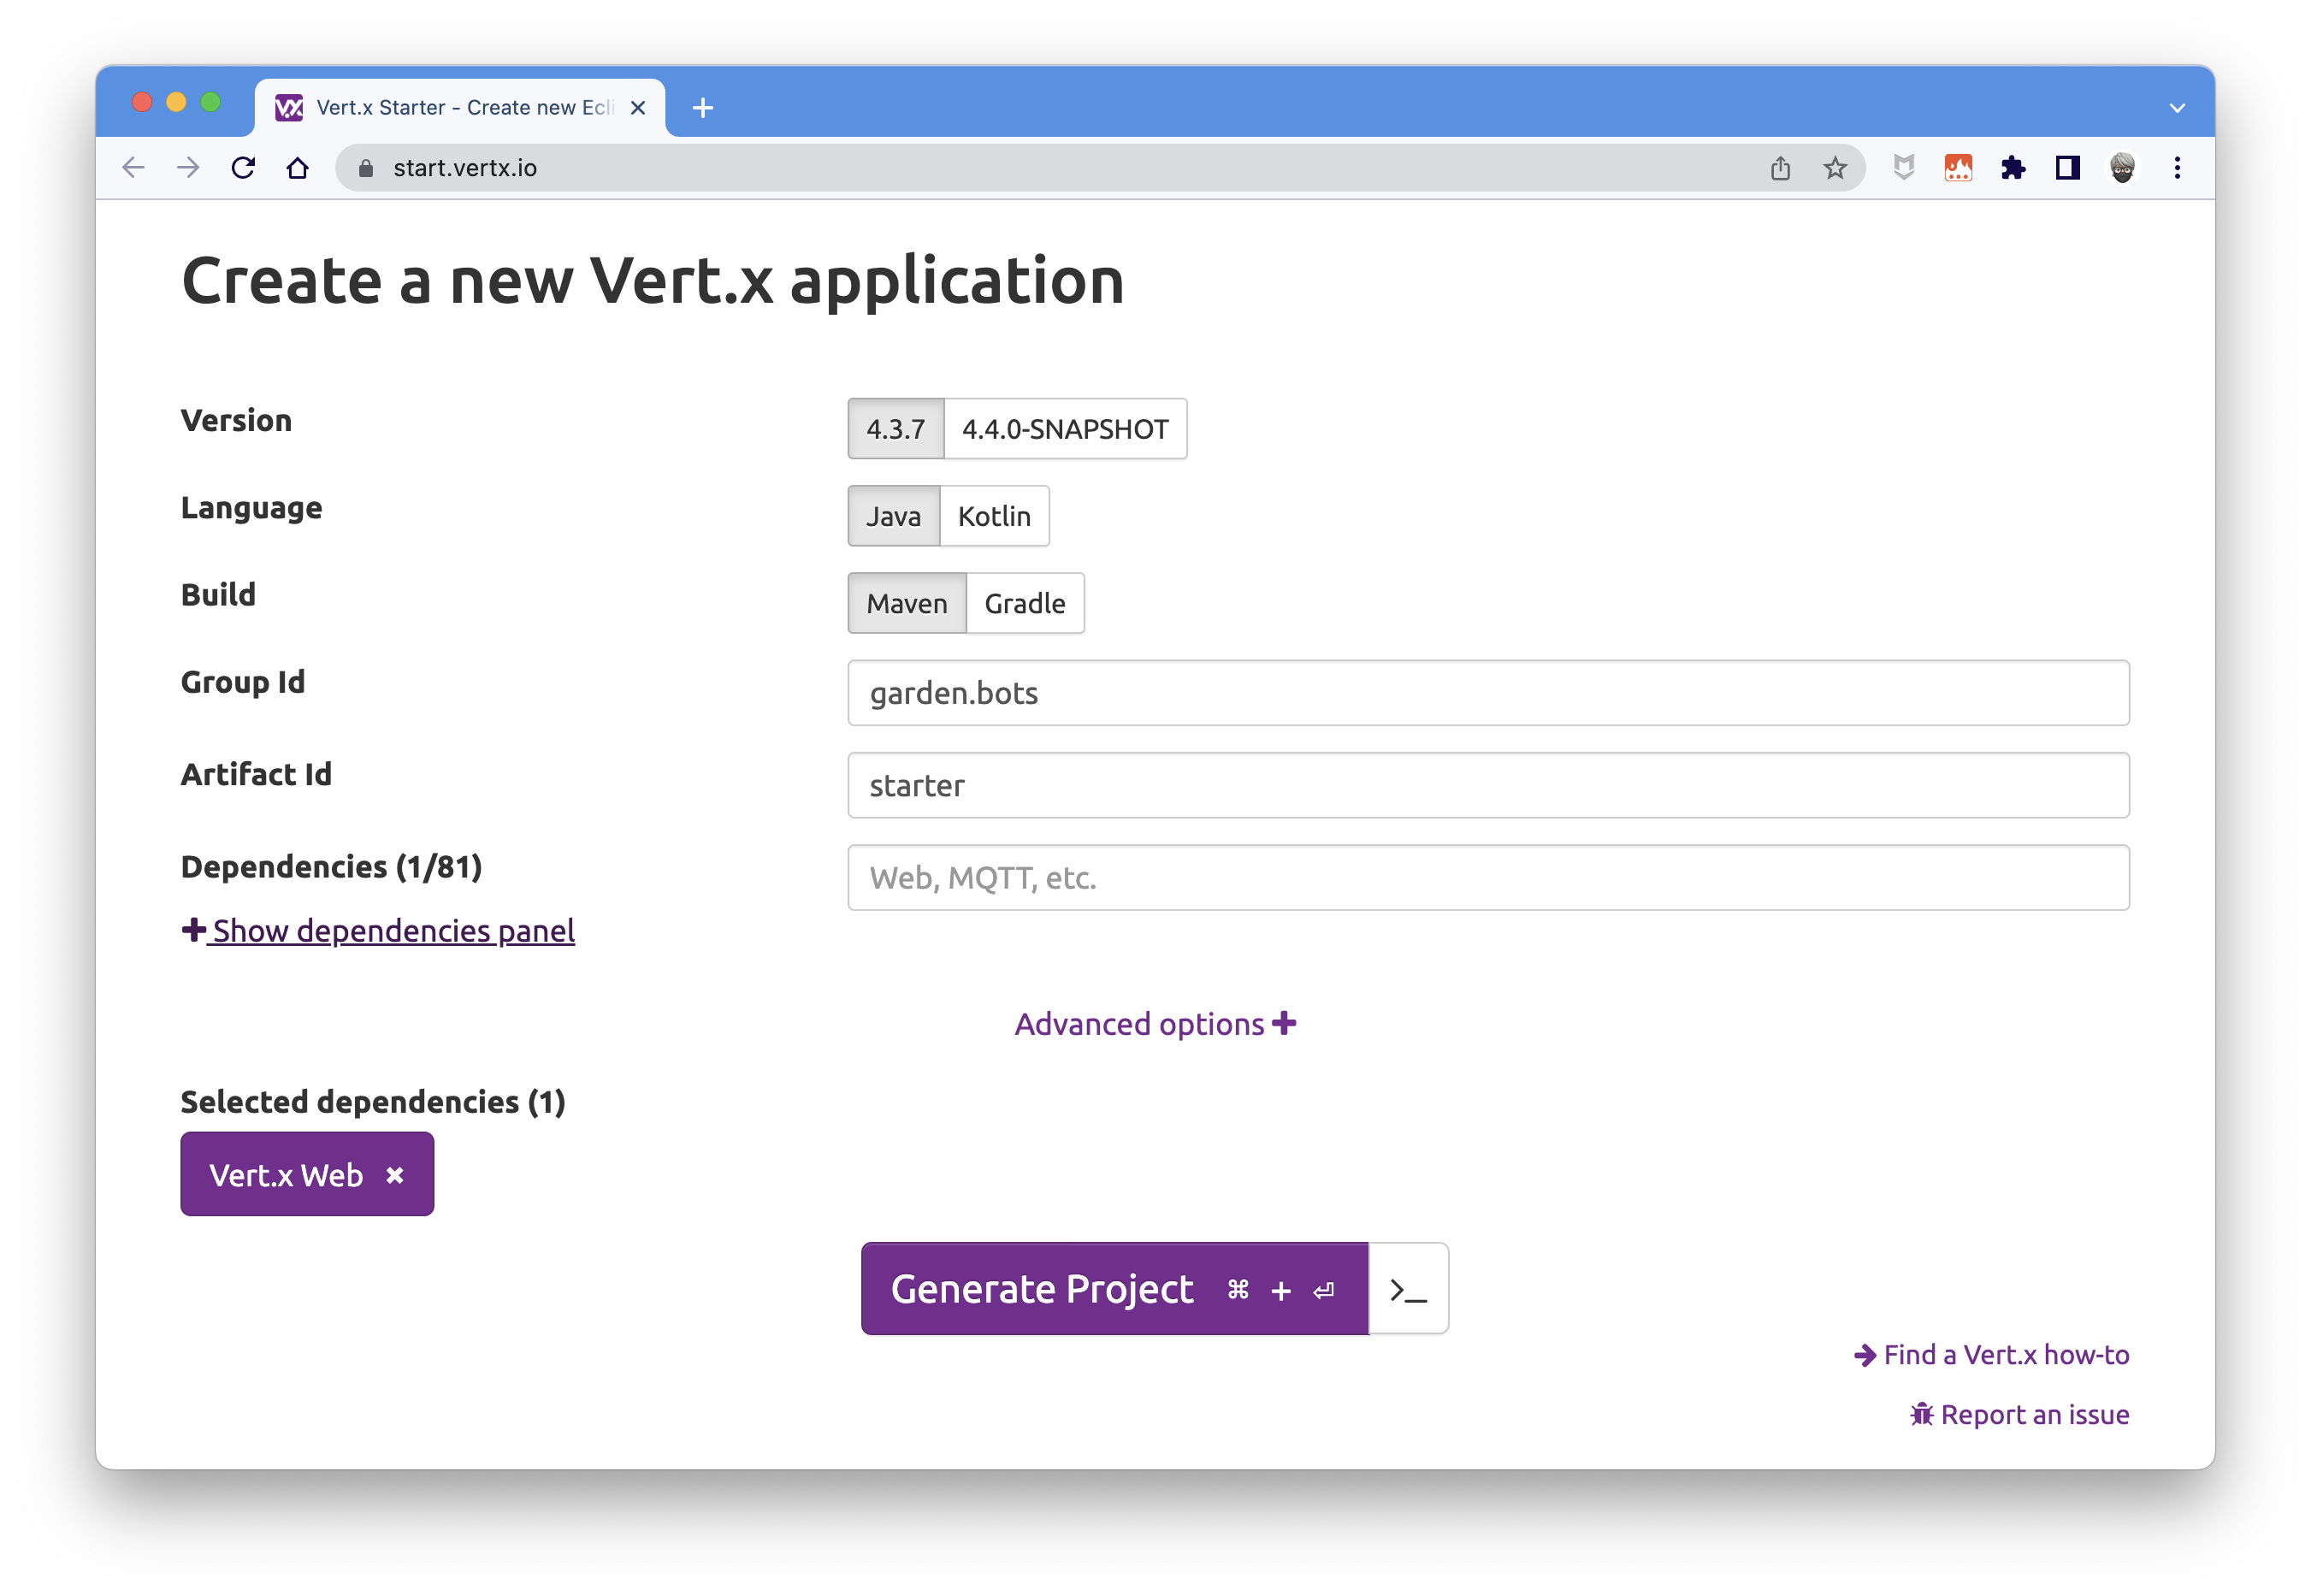 Vert.x Starter - Create new Ecli
start.vertx.io
Create a new Vert.x application
Version
4.3.7 4.4.0-SNAPSHOT
Language
Java Kotlin
Build
Maven Gradle
Group Id
garden.bots
Artifact Id
starter
Dependencies (1/81)
Web, MQTT, etc.
Show dependencies panel
Advanced options
Selected dependencies (1)
Vert.x Web
Generate Project ⌘ + ⏎
>_
Find a Vert.x how-to
Report an issue